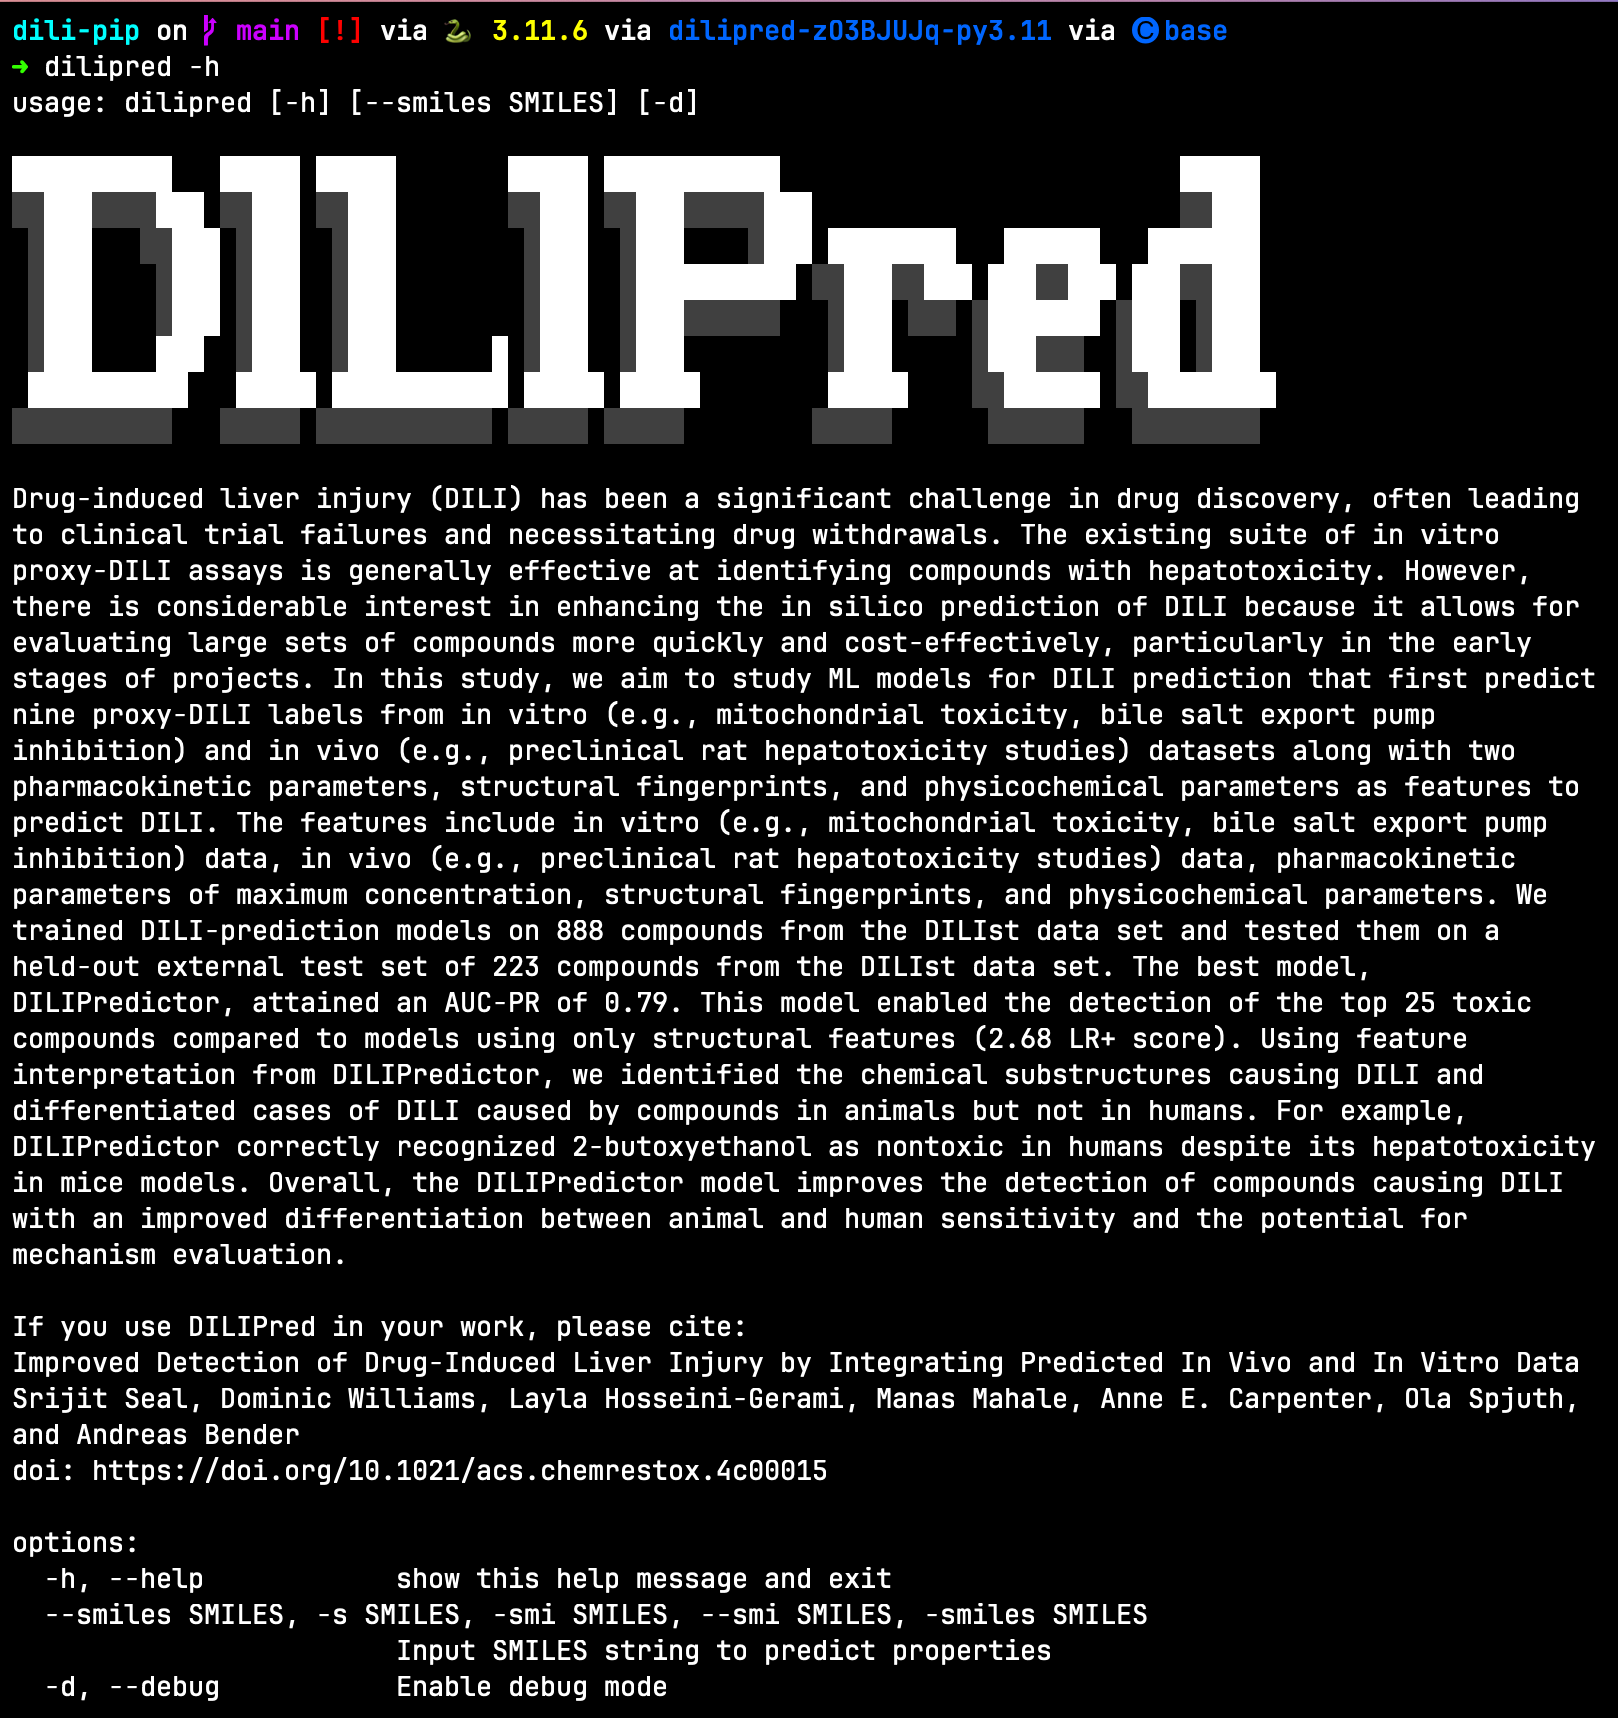 dili-pip on main [!] via 🐍 3.11.6 via dilipred-zO3BJUJq-py3.11 via Ⓒ base
➜ dilipred -h
usage: dilipred [-h] [--smiles SMILES] [-d]
DILIPred
Drug-induced liver injury (DILI) has been a significant challenge in drug discovery, often leading
to clinical trial failures and necessitating drug withdrawals. The existing suite of in vitro
proxy-DILI assays is generally effective at identifying compounds with hepatotoxicity. However,
there is considerable interest in enhancing the in silico prediction of DILI because it allows for
evaluating large sets of compounds more quickly and cost-effectively, particularly in the early
stages of projects. In this study, we aim to study ML models for DILI prediction that first predict
nine proxy-DILI labels from in vitro (e.g., mitochondrial toxicity, bile salt export pump
inhibition) and in vivo (e.g., preclinical rat hepatotoxicity studies) datasets along with two
pharmacokinetic parameters, structural fingerprints, and physicochemical parameters as features to
predict DILI. The features include in vitro (e.g., mitochondrial toxicity, bile salt export pump
inhibition) data, in vivo (e.g., preclinical rat hepatotoxicity studies) data, pharmacokinetic
parameters of maximum concentration, structural fingerprints, and physicochemical parameters. We
trained DILI-prediction models on 888 compounds from the DILIst data set and tested them on a
held-out external test set of 223 compounds from the DILIst data set. The best model,
DILIPredictor, attained an AUC-PR of 0.79. This model enabled the detection of the top 25 toxic
compounds compared to models using only structural features (2.68 LR+ score). Using feature
interpretation from DILIPredictor, we identified the chemical substructures causing DILI and
differentiated cases of DILI caused by compounds in animals but not in humans. For example,
DILIPredictor correctly recognized 2-butoxyethanol as nontoxic in humans despite its hepatotoxicity
in mice models. Overall, the DILIPredictor model improves the detection of compounds causing DILI
with an improved differentiation between animal and human sensitivity and the potential for
mechanism evaluation.
If you use DILIPred in your work, please cite:
Improved Detection of Drug-Induced Liver Injury by Integrating Predicted In Vivo and In Vitro Data
Srijit Seal, Dominic Williams, Layla Hosseini-Gerami, Manas Mahale, Anne E. Carpenter, Ola Spjuth,
and Andreas Bender
doi: https://doi.org/10.1021/acs.chemrestox.4c00015
options:
-h, --help show this help message and exit
--smiles SMILES, -s SMILES, -smi SMILES, --smi SMILES, -smiles SMILES
Input SMILES string to predict properties
-d, --debug Enable debug mode